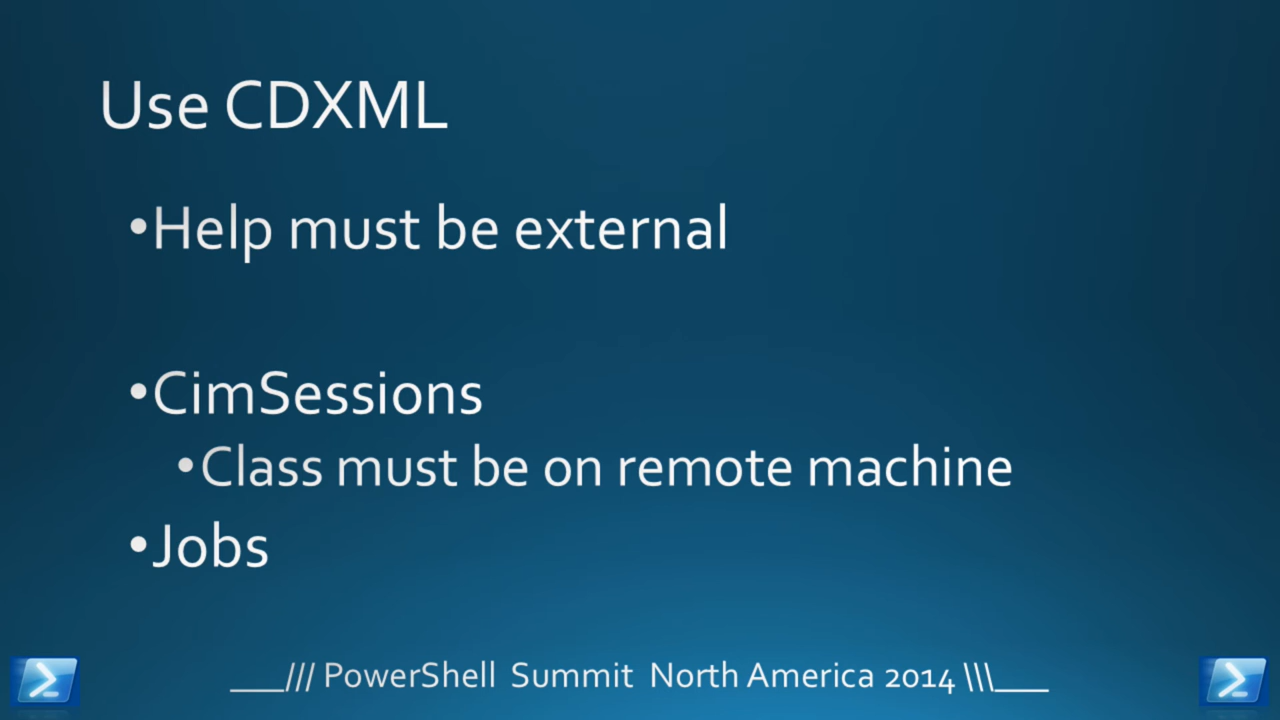 Use CDXML
•Help must be external
•CimSessions
•Class must be on remote machine
•Jobs
___/// PowerShell Summit North America 2014 \\\___